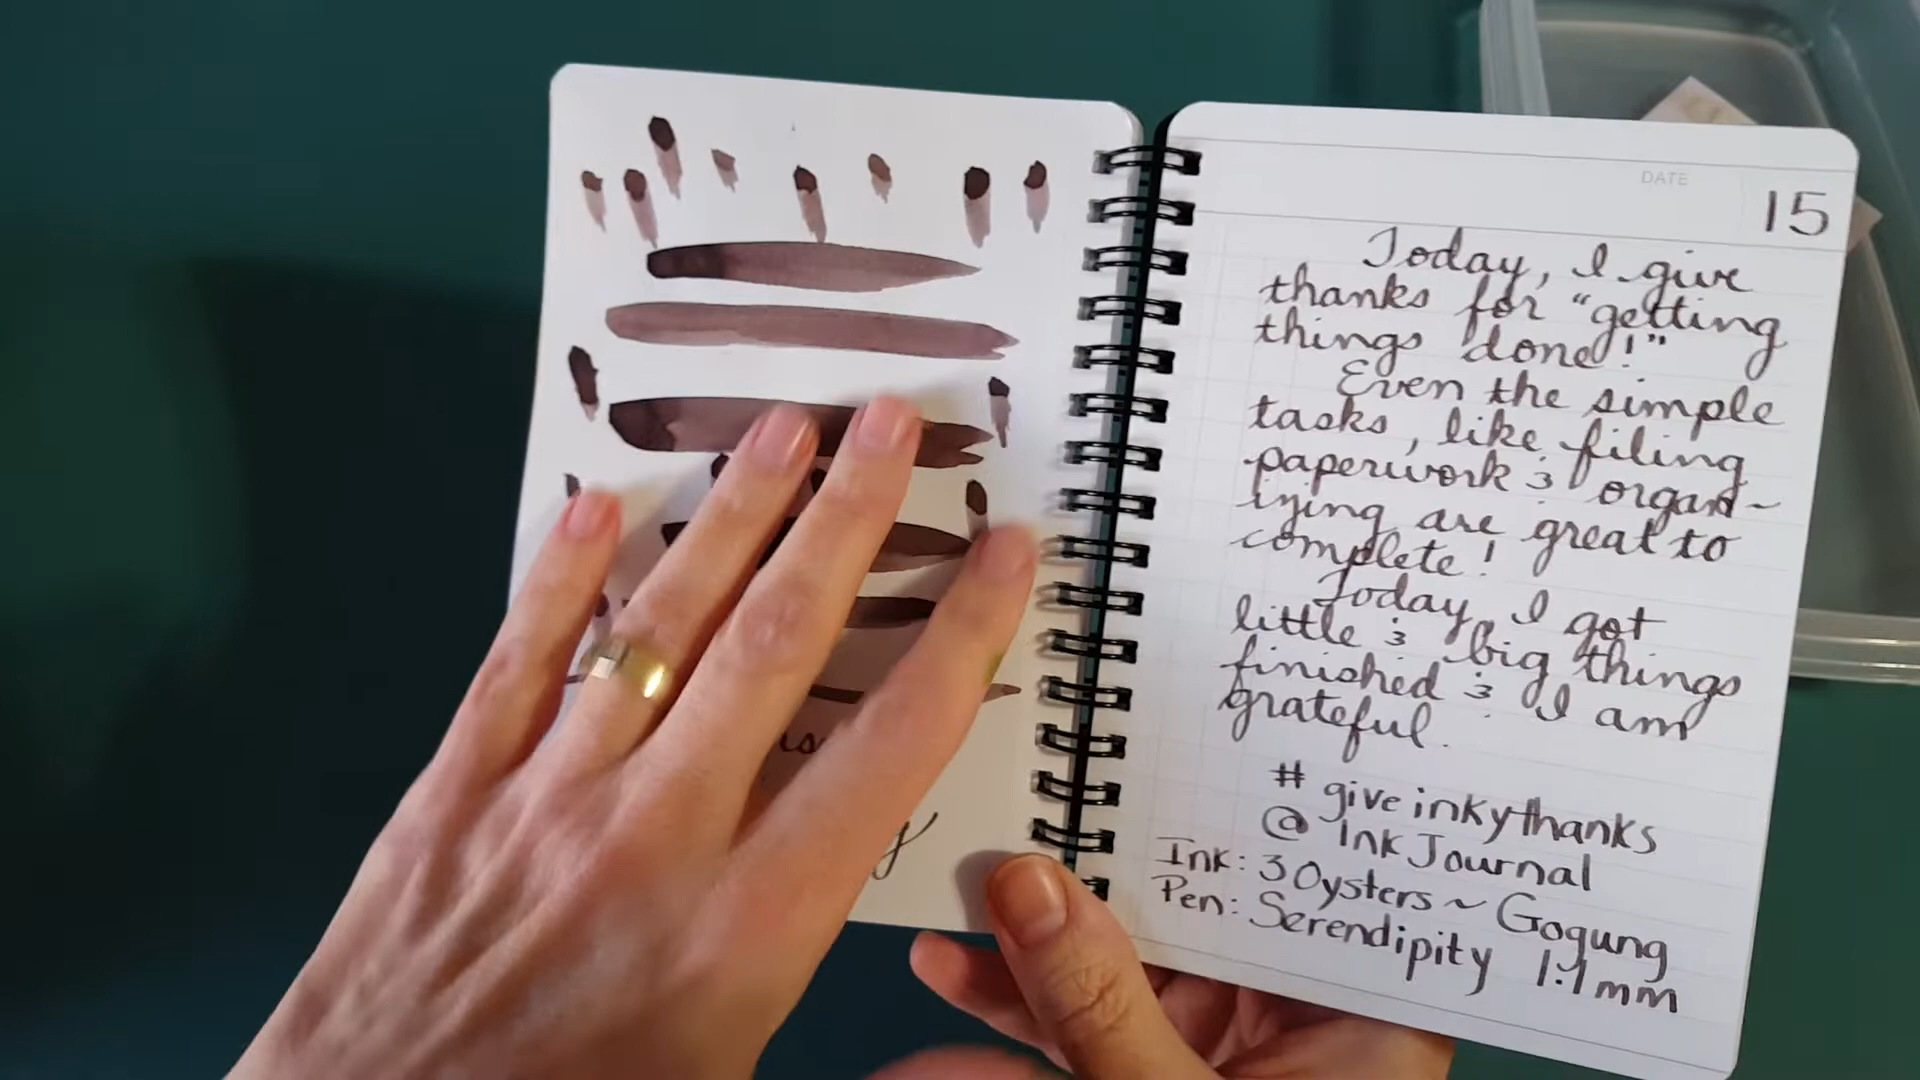 DATE
15
Today, I give
thanks for "getting
things done!"
Even the simple
tasks, like filing
paperwork & organ~
izing are great to
complete!
Today I got
little & big things
finished & I am
grateful.
#giveinkythanks
@InkJournal
Ink: 3 Oysters ~ Gogung
Pen: Serendipity 1.1mm